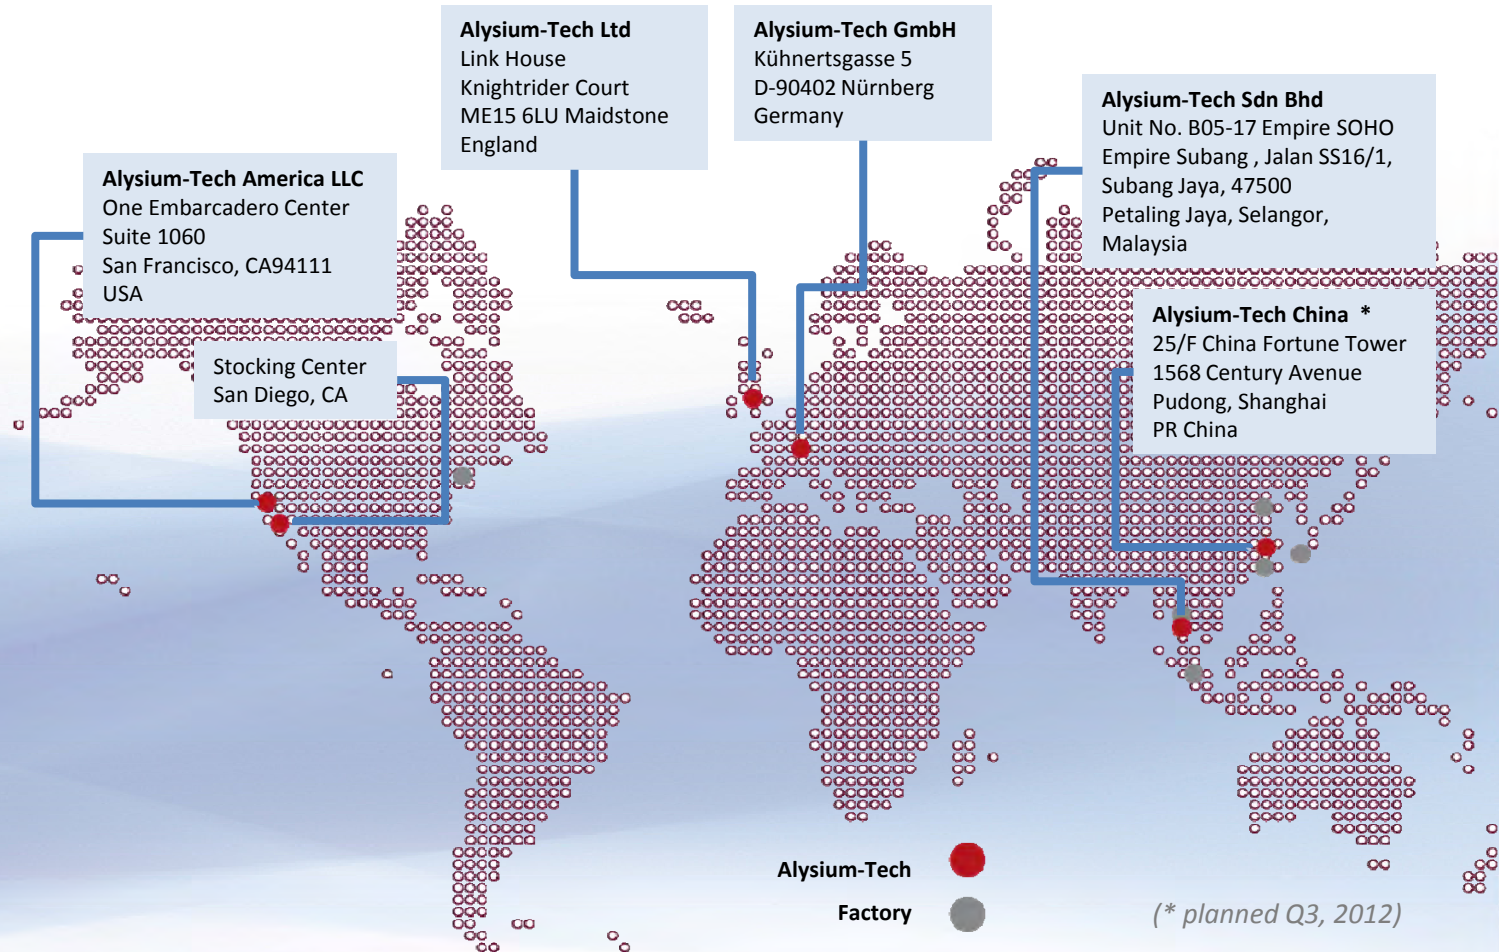 Alysium-Tech Ltd
Link House
Knightrider Court
ME15 6LU Maidstone
England
Alysium-Tech GmbH
Kühnertsgasse 5
D-90402 Nürnberg
Germany
Alysium-Tech Sdn Bhd
Unit No. B05-17 Empire SOHO
Empire Subang , Jalan SS16/1,
Subang Jaya, 47500
Petaling Jaya, Selangor,
Malaysia
Alysium-Tech America LLC
One Embarcadero Center
Suite 1060
San Francisco, CA94111
USA
Alysium-Tech China *
25/F China Fortune Tower
1568 Century Avenue
Pudong, Shanghai
PR China
Stocking Center
San Diego, CA
Alysium-Tech
Factory
(* planned Q3, 2012)